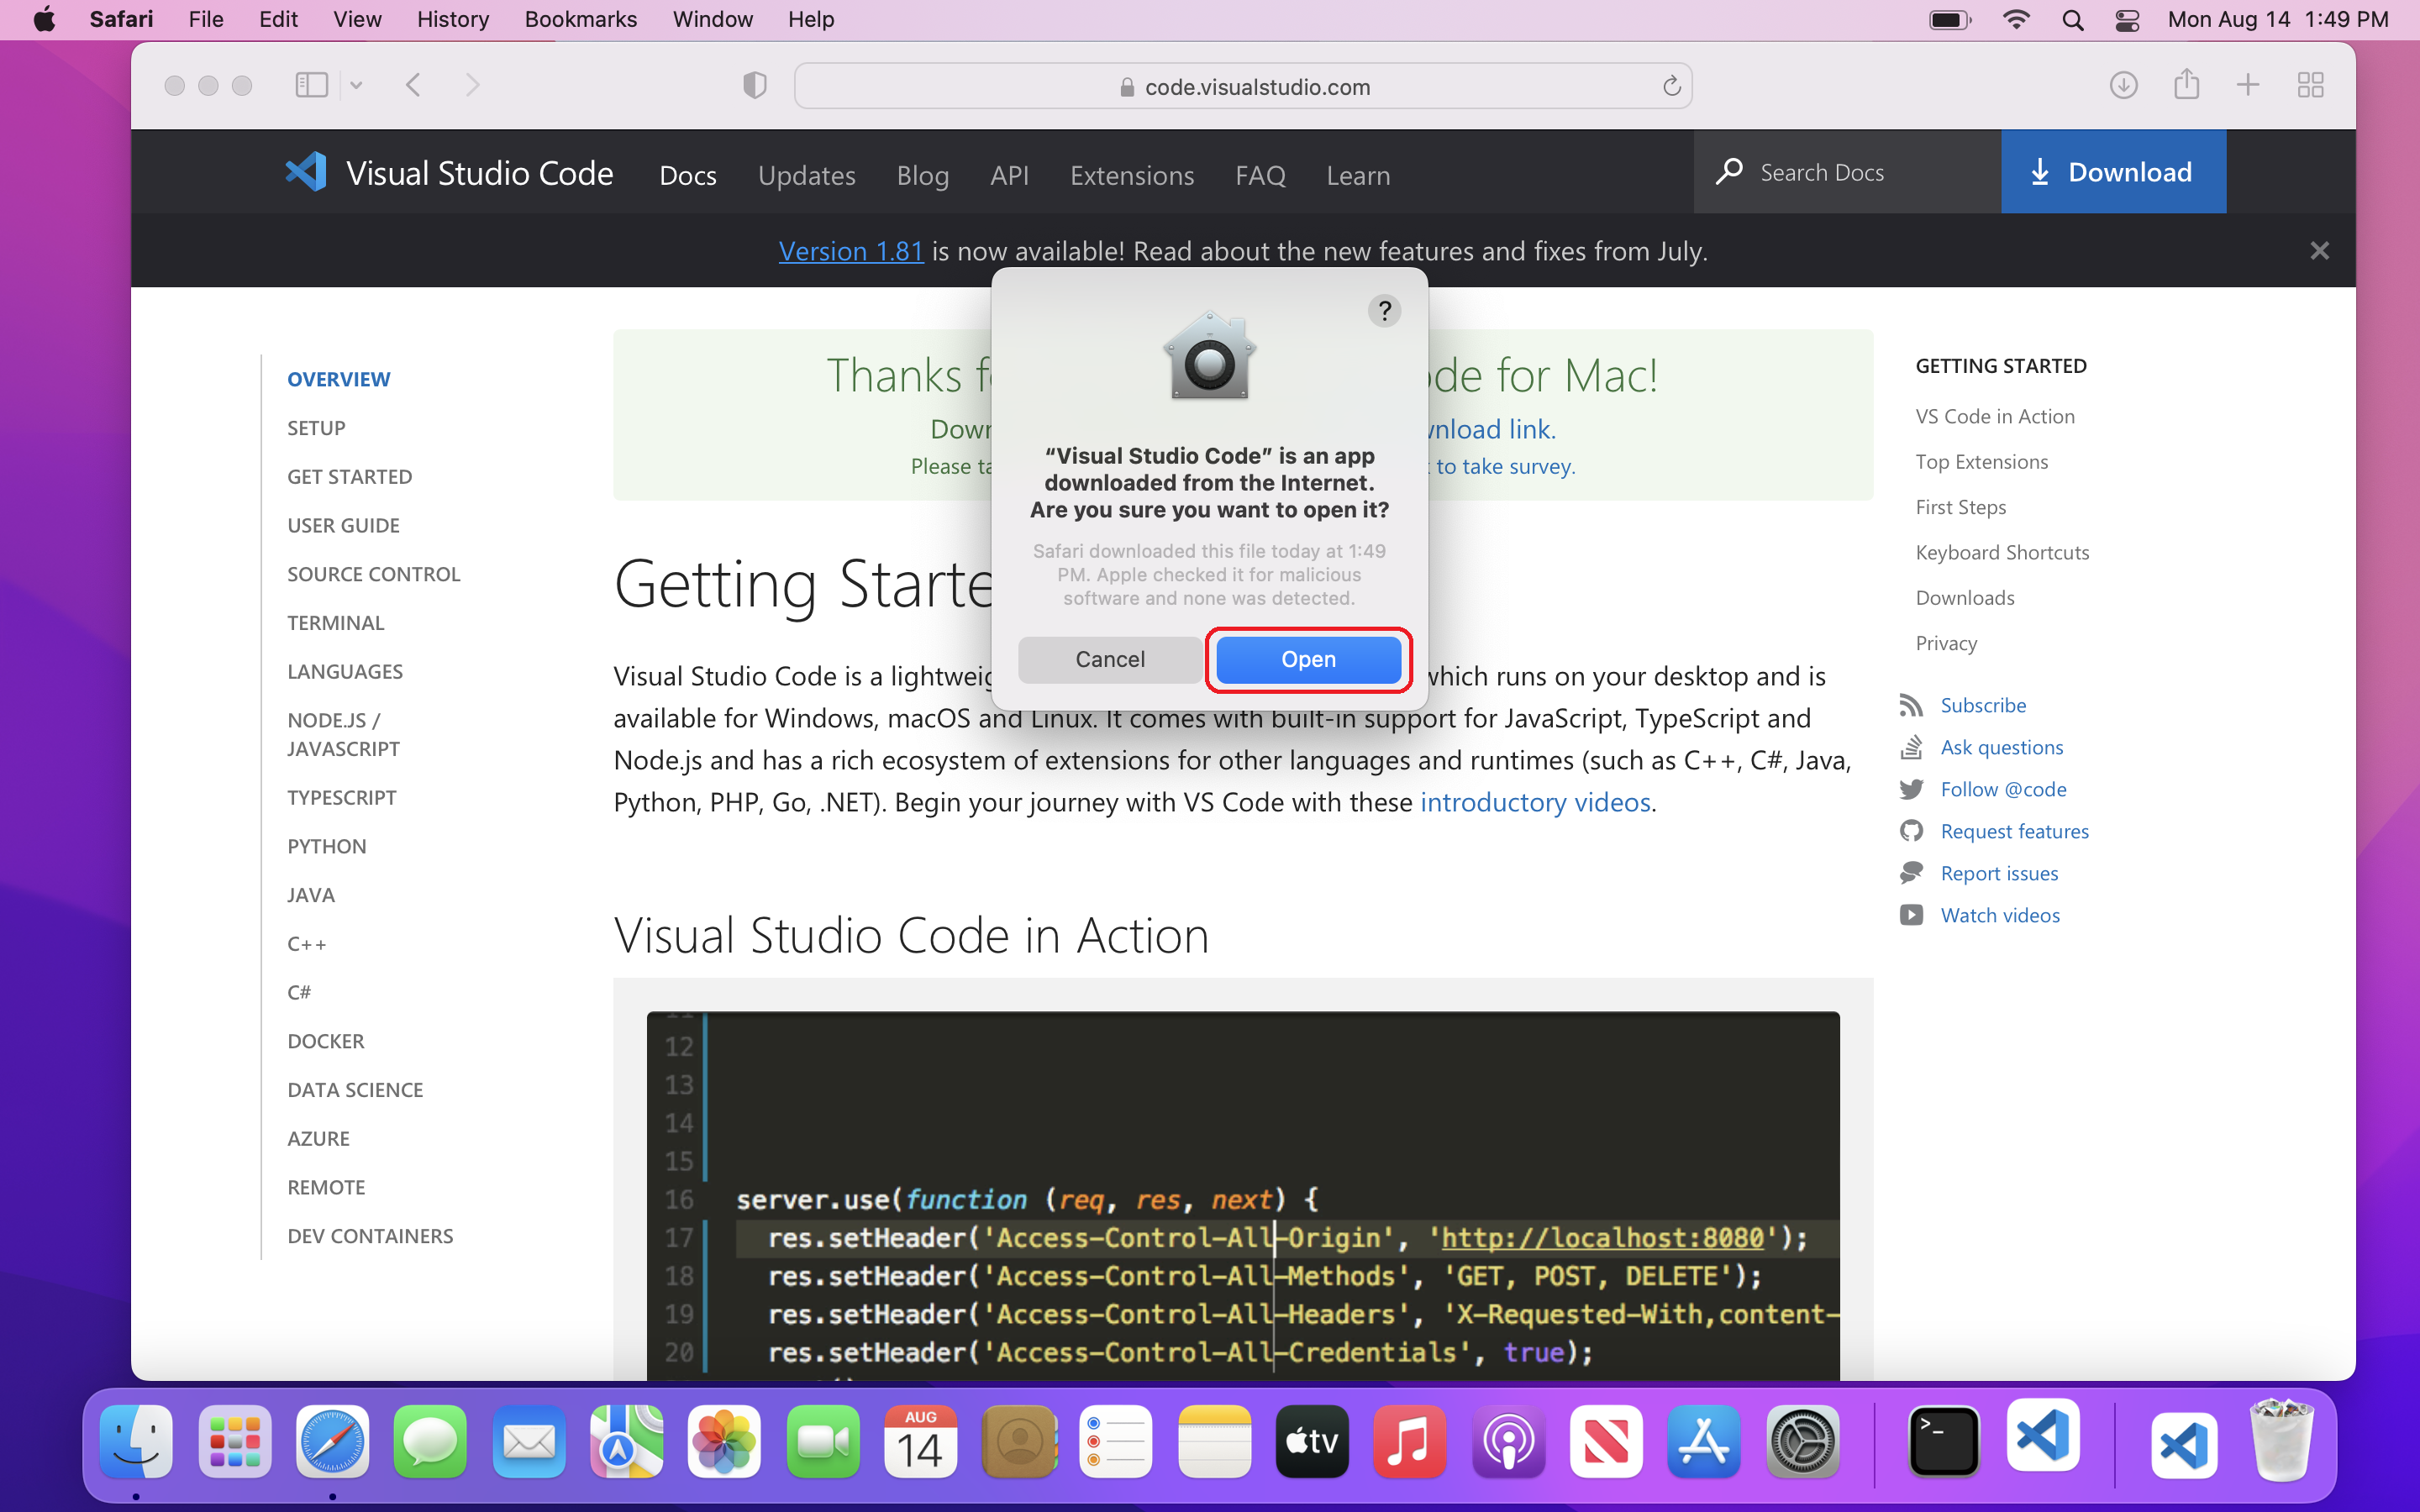 Safari File Edit View History Bookmarks Window Help Mon Aug 14 1:49 PM
code.visualstudio.com
Visual Studio Code Docs Updates Blog API Extensions FAQ Learn Search Docs Download
Version 1.81 is now available! Read about the new features and fixes from July.
OVERVIEW
SETUP
GET STARTED
USER GUIDE
SOURCE CONTROL
TERMINAL
LANGUAGES
NODE.JS /
JAVASCRIPT
TYPESCRIPT
PYTHON
JAVA
C++
C#
DOCKER
DATA SCIENCE
AZURE
REMOTE
DEV CONTAINERS
Thanks for Mac!
link.
Please to take survey.
?
“Visual Studio Code” is an app
downloaded from the Internet.
Are you sure you want to open it?
Safari downloaded this file today at 1:49
PM. Apple checked it for malicious
software and none was detected.
Cancel Open
Getting
Visual Studio Code is a which runs on your desktop and is
available for Windows, macOS and Linux. It comes with built-in support for JavaScript, TypeScript and
Node.js and has a rich ecosystem of extensions for other languages and runtimes (such as C++, C#, Java,
Python, PHP, Go, .NET). Begin your journey with VS Code with these introductory videos.
Visual Studio Code in Action
12
13
14
15
16 server.use(function (req, res, next) {
17 res.setHeader('Access-Control-All-Origin', 'http://localhost:8080');
18 res.setHeader('Access-Control-All-Methods', 'GET, POST, DELETE');
19 res.setHeader('Access-Control-All-Headers', 'X-Requested-With,content-
20 res.setHeader('Access-Control-All-Credentials', true);
GETTING STARTED
VS Code in Action
Top Extensions
First Steps
Keyboard Shortcuts
Downloads
Privacy
Subscribe
Ask questions
Follow @code
Request features
Report issues
Watch videos
AUG
14
tv
>_